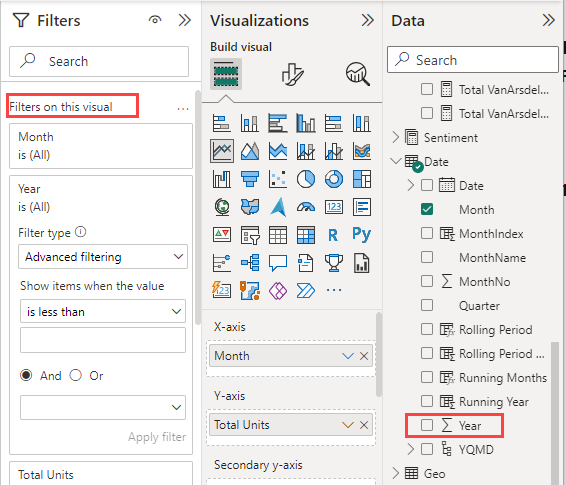 Filters
Search
Filters on this visual
...
Month
is (All)
Year
is (All)
Filter type
Advanced filtering
Show items when the value
is less than
And
Or
Apply filter
Total Units
Visualizations
Build visual
123
R
Py
...
X-axis
Month
Y-axis
Total Units
Secondary y-axis
Data
Search
Total VanArsdel...
Total VanArsdel...
Sentiment
Date
Date
Month
MonthIndex
MonthName
MonthNo
Quarter
Rolling Period
Rolling Period ...
Running Months
Running Year
Year
YQMD
Geo